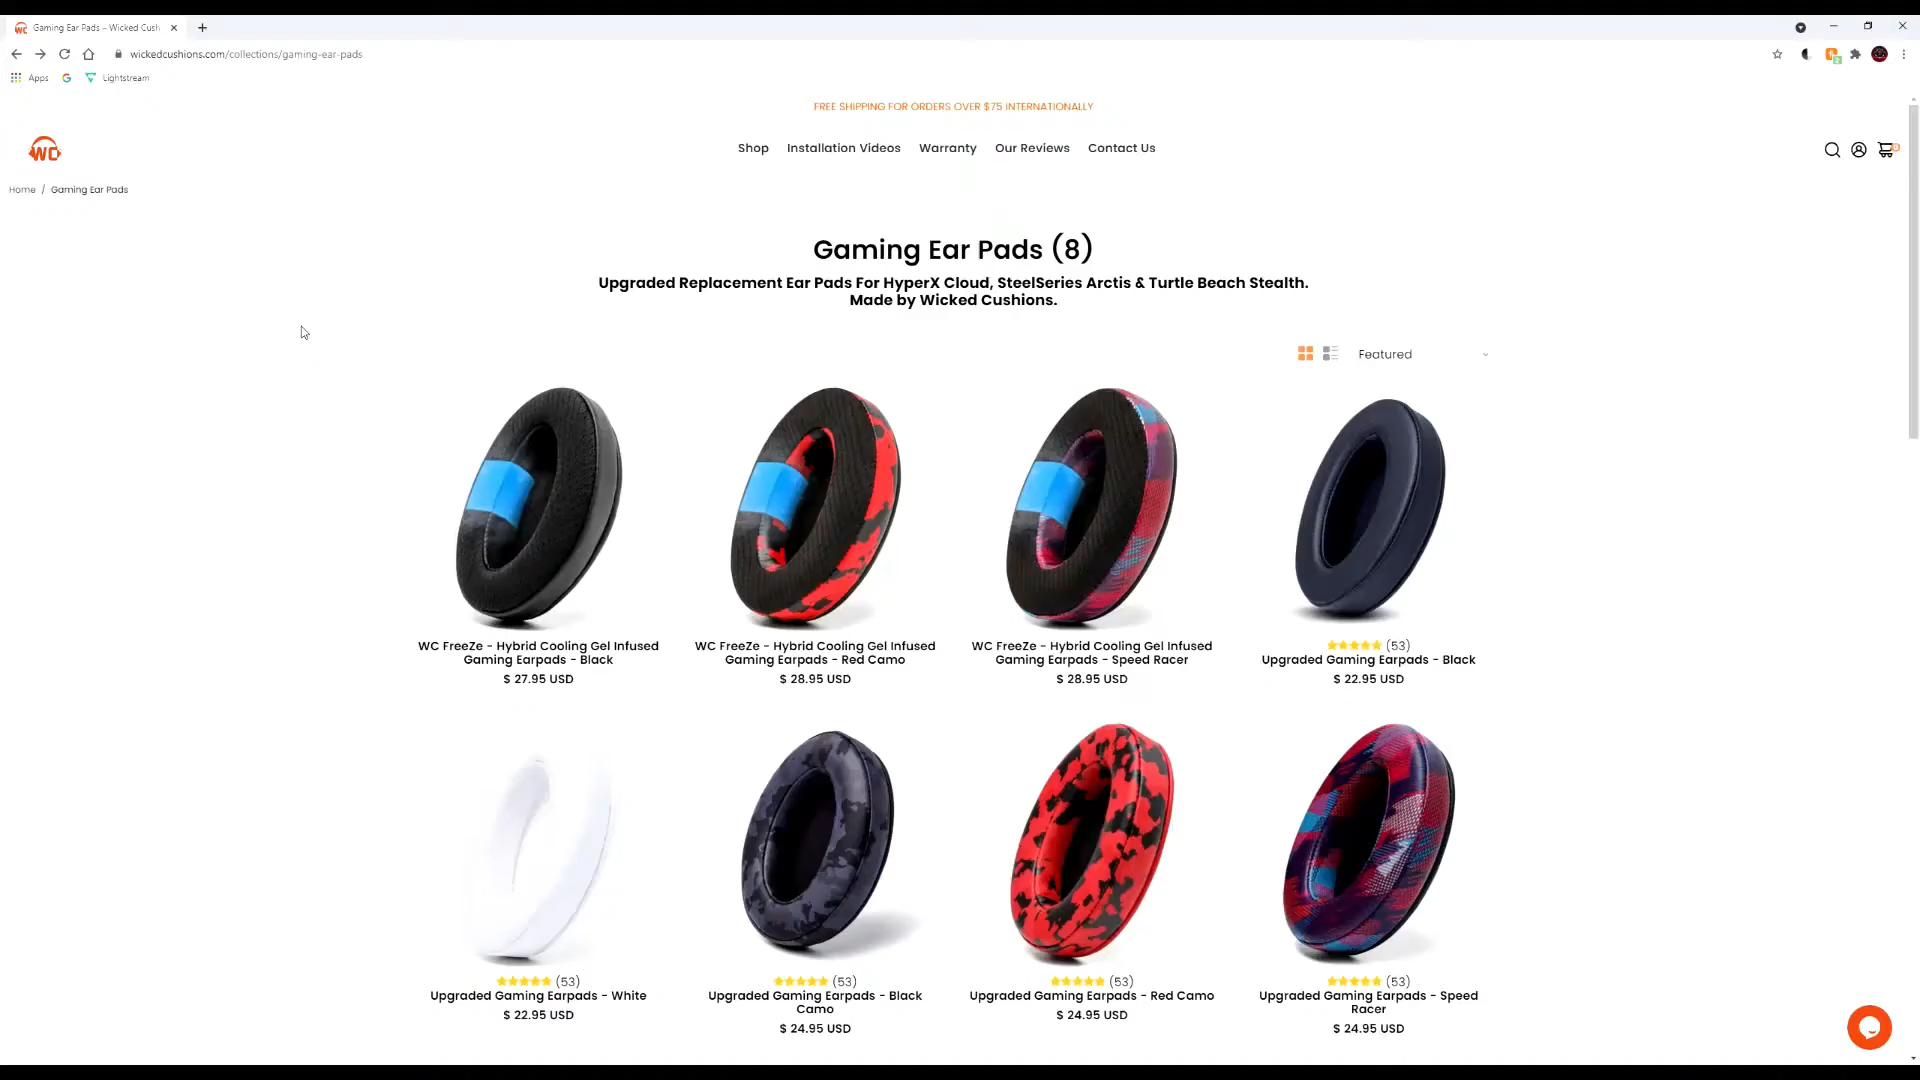 Gaming Ear Pads – Wicked Cush
wickedcushions.com/collections/gaming-ear-pads
Apps
Lightstream
FREE SHIPPING FOR ORDERS OVER $75 INTERNATIONALLY
WC
Shop
Installation Videos
Warranty
Our Reviews
Contact Us
Home / Gaming Ear Pads
Gaming Ear Pads (8)
Upgraded Replacement Ear Pads For HyperX Cloud, SteelSeries Arctis & Turtle Beach Stealth.
Made by Wicked Cushions.
Featured
WC FreeZe - Hybrid Cooling Gel Infused
Gaming Earpads - Black
$ 27.95 USD
WC FreeZe - Hybrid Cooling Gel Infused
Gaming Earpads - Red Camo
$ 28.95 USD
WC FreeZe - Hybrid Cooling Gel Infused
Gaming Earpads - Speed Racer
$ 28.95 USD
(53)
Upgraded Gaming Earpads - Black
$ 22.95 USD
(53)
Upgraded Gaming Earpads - White
$ 22.95 USD
(53)
Upgraded Gaming Earpads - Black
Camo
$ 24.95 USD
(53)
Upgraded Gaming Earpads - Red Camo
$ 24.95 USD
(53)
Upgraded Gaming Earpads - Speed
Racer
$ 24.95 USD